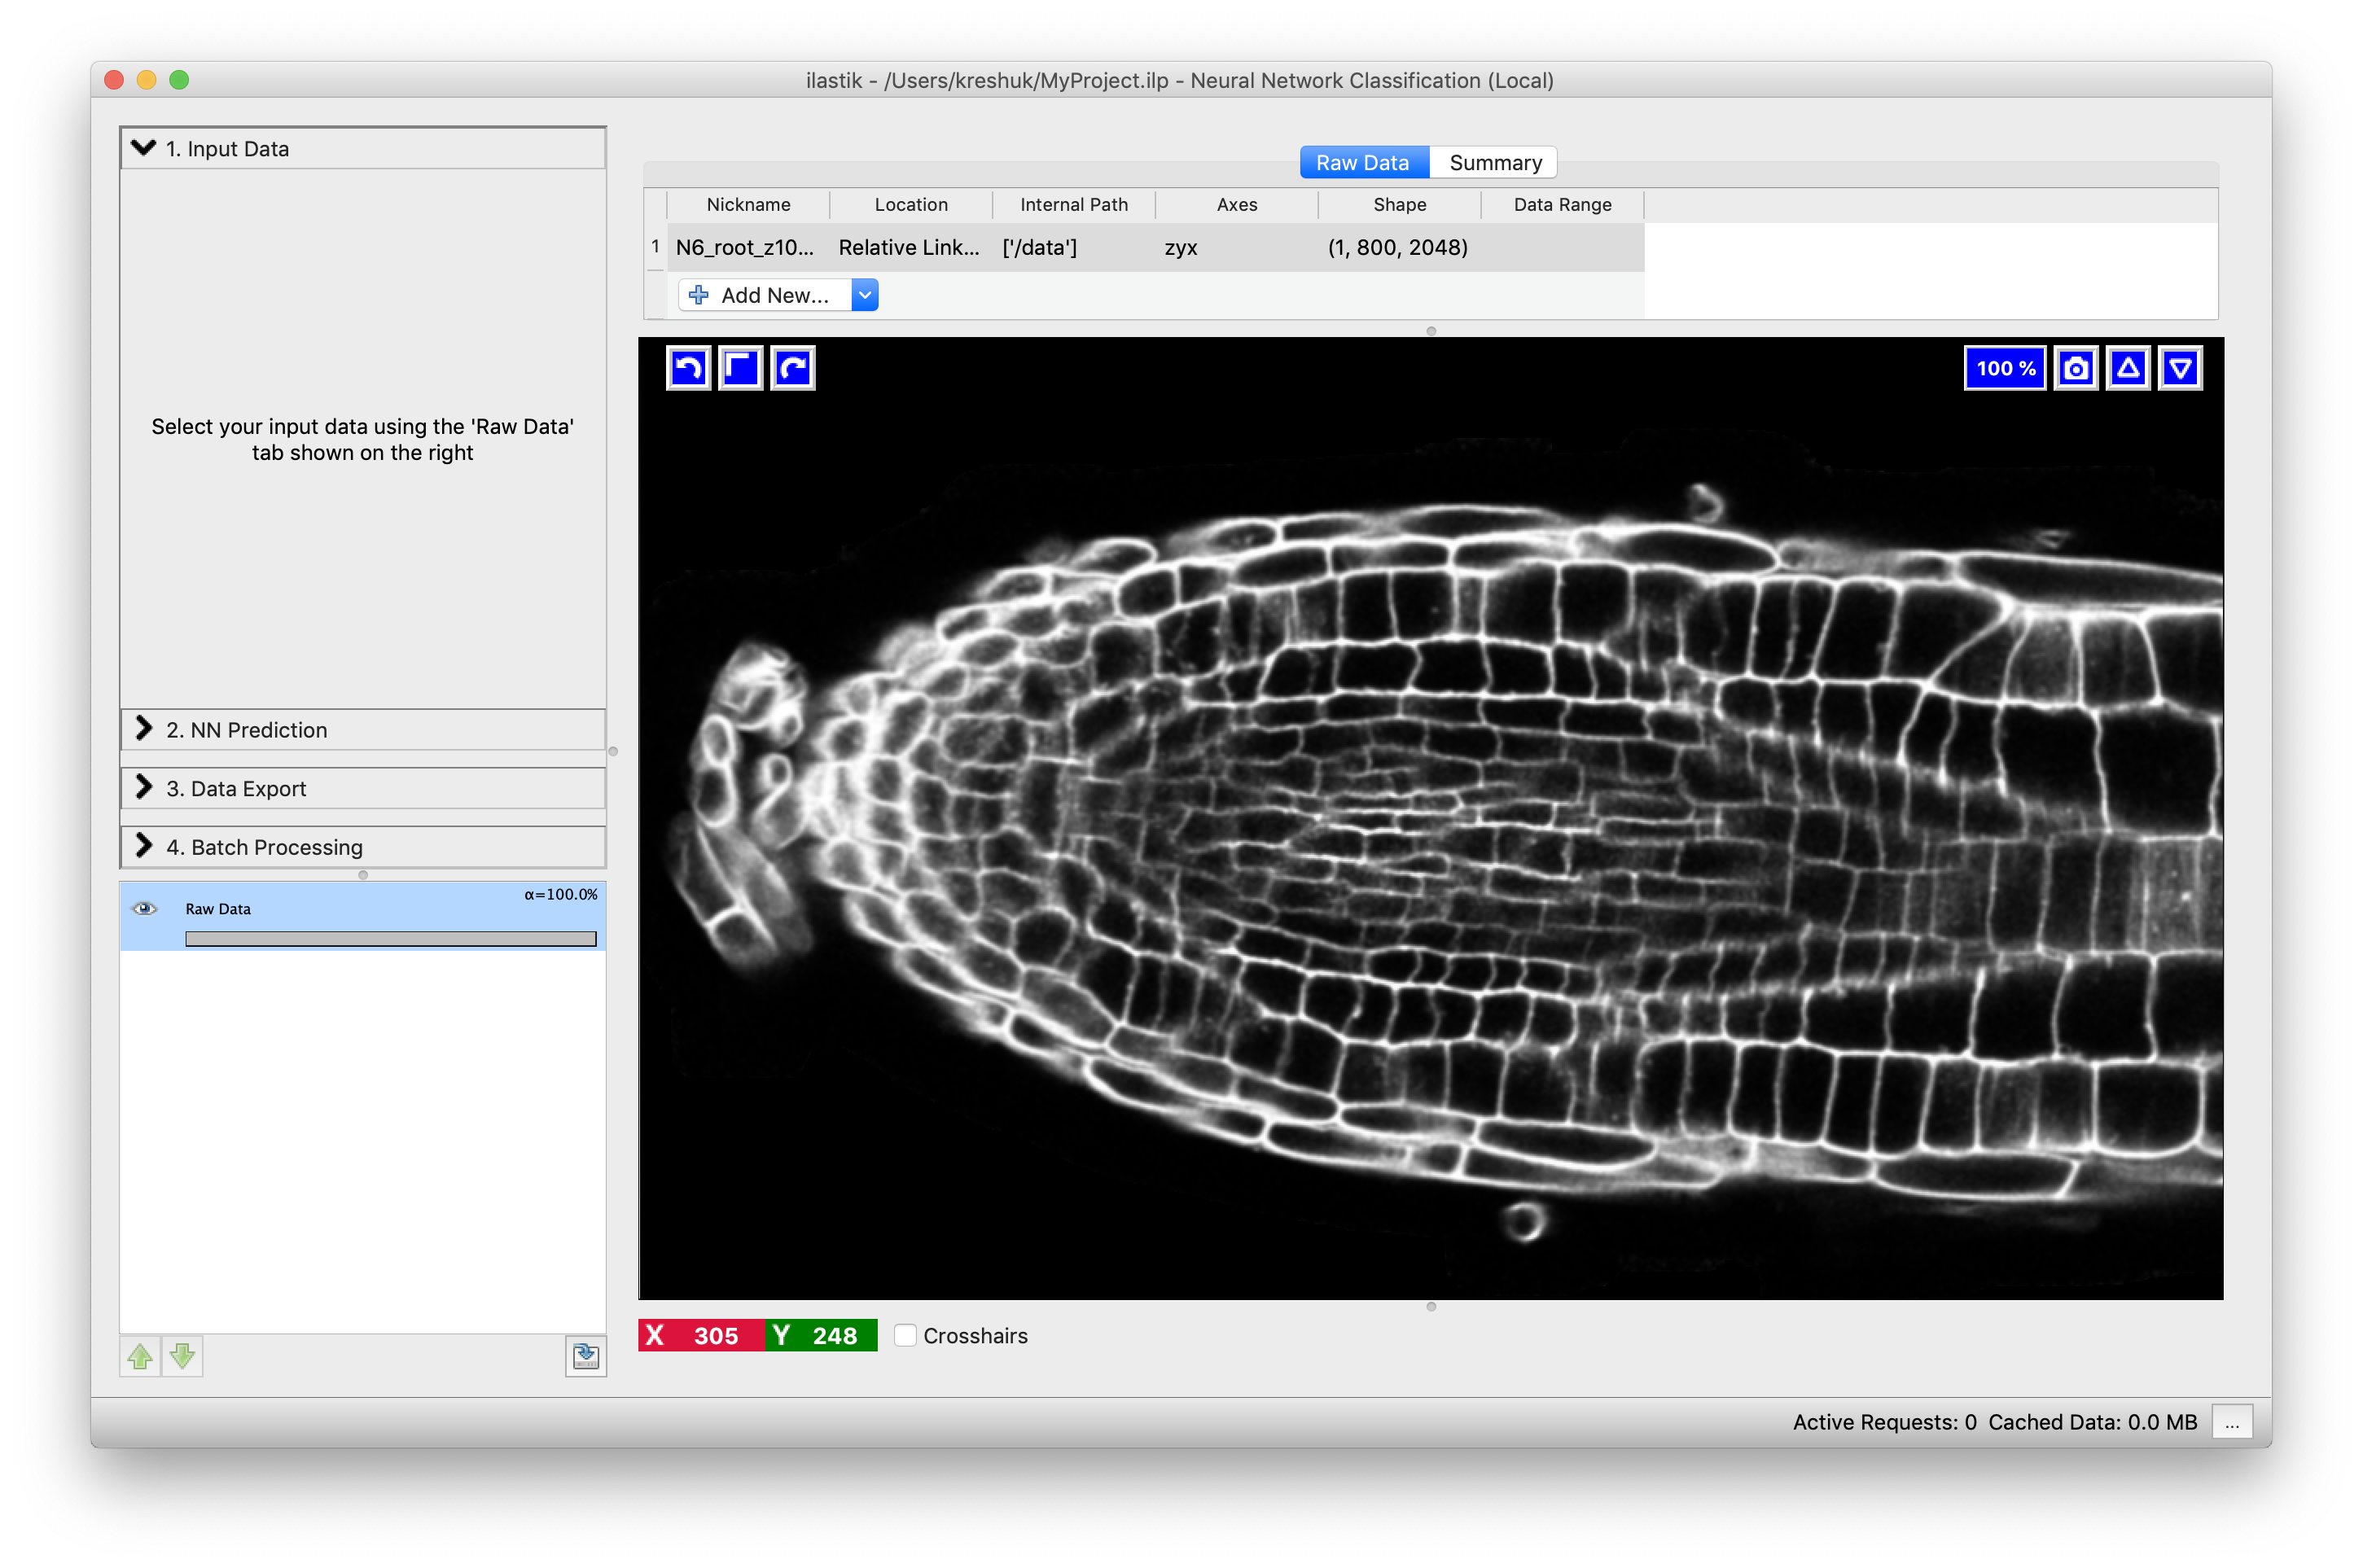 ilastik - /Users/kreshuk/MyProject.ilp - Neural Network Classification (Local)
1. Input Data
Select your input data using the 'Raw Data'
tab shown on the right
2. NN Prediction
3. Data Export
4. Batch Processing
α=100.0%
Raw Data
Raw Data Summary
Nickname Location Internal Path Axes Shape Data Range
1 N6_root_z10... Relative Link... ['/data'] zyx (1, 800, 2048)
Add New...
100 %
X 305 Y 248 Crosshairs
Active Requests: 0 Cached Data: 0.0 MB ...